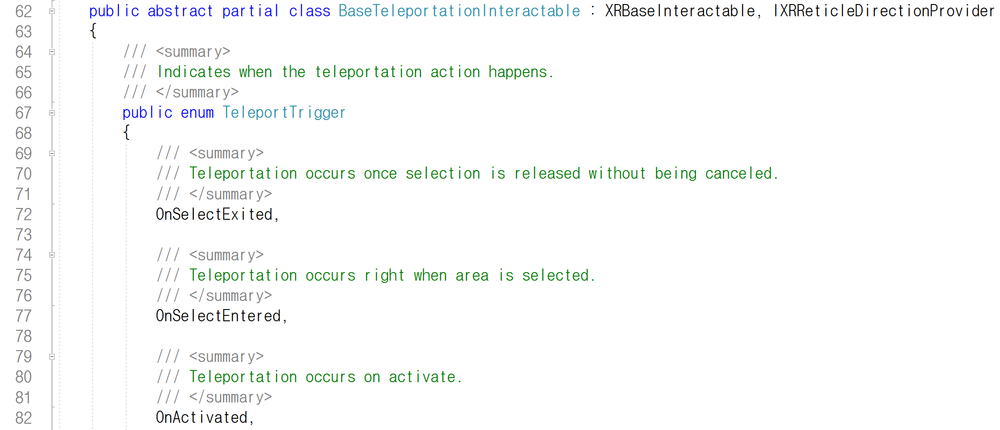 62 public abstract partial class BaseTeleportationInteractable : XRBaseInteractable, IXRReticleDirectionProvider
63 {
64 /// <summary>
65 /// Indicates when the teleportation action happens.
66 /// </summary>
67 public enum TeleportTrigger
68 {
69 /// <summary>
70 /// Teleportation occurs once selection is released without being canceled.
71 /// </summary>
72 OnSelectExited,
73
74 /// <summary>
75 /// Teleportation occurs right when area is selected.
76 /// </summary>
77 OnSelectEntered,
78
79 /// <summary>
80 /// Teleportation occurs on activate.
81 /// </summary>
82 OnActivated,